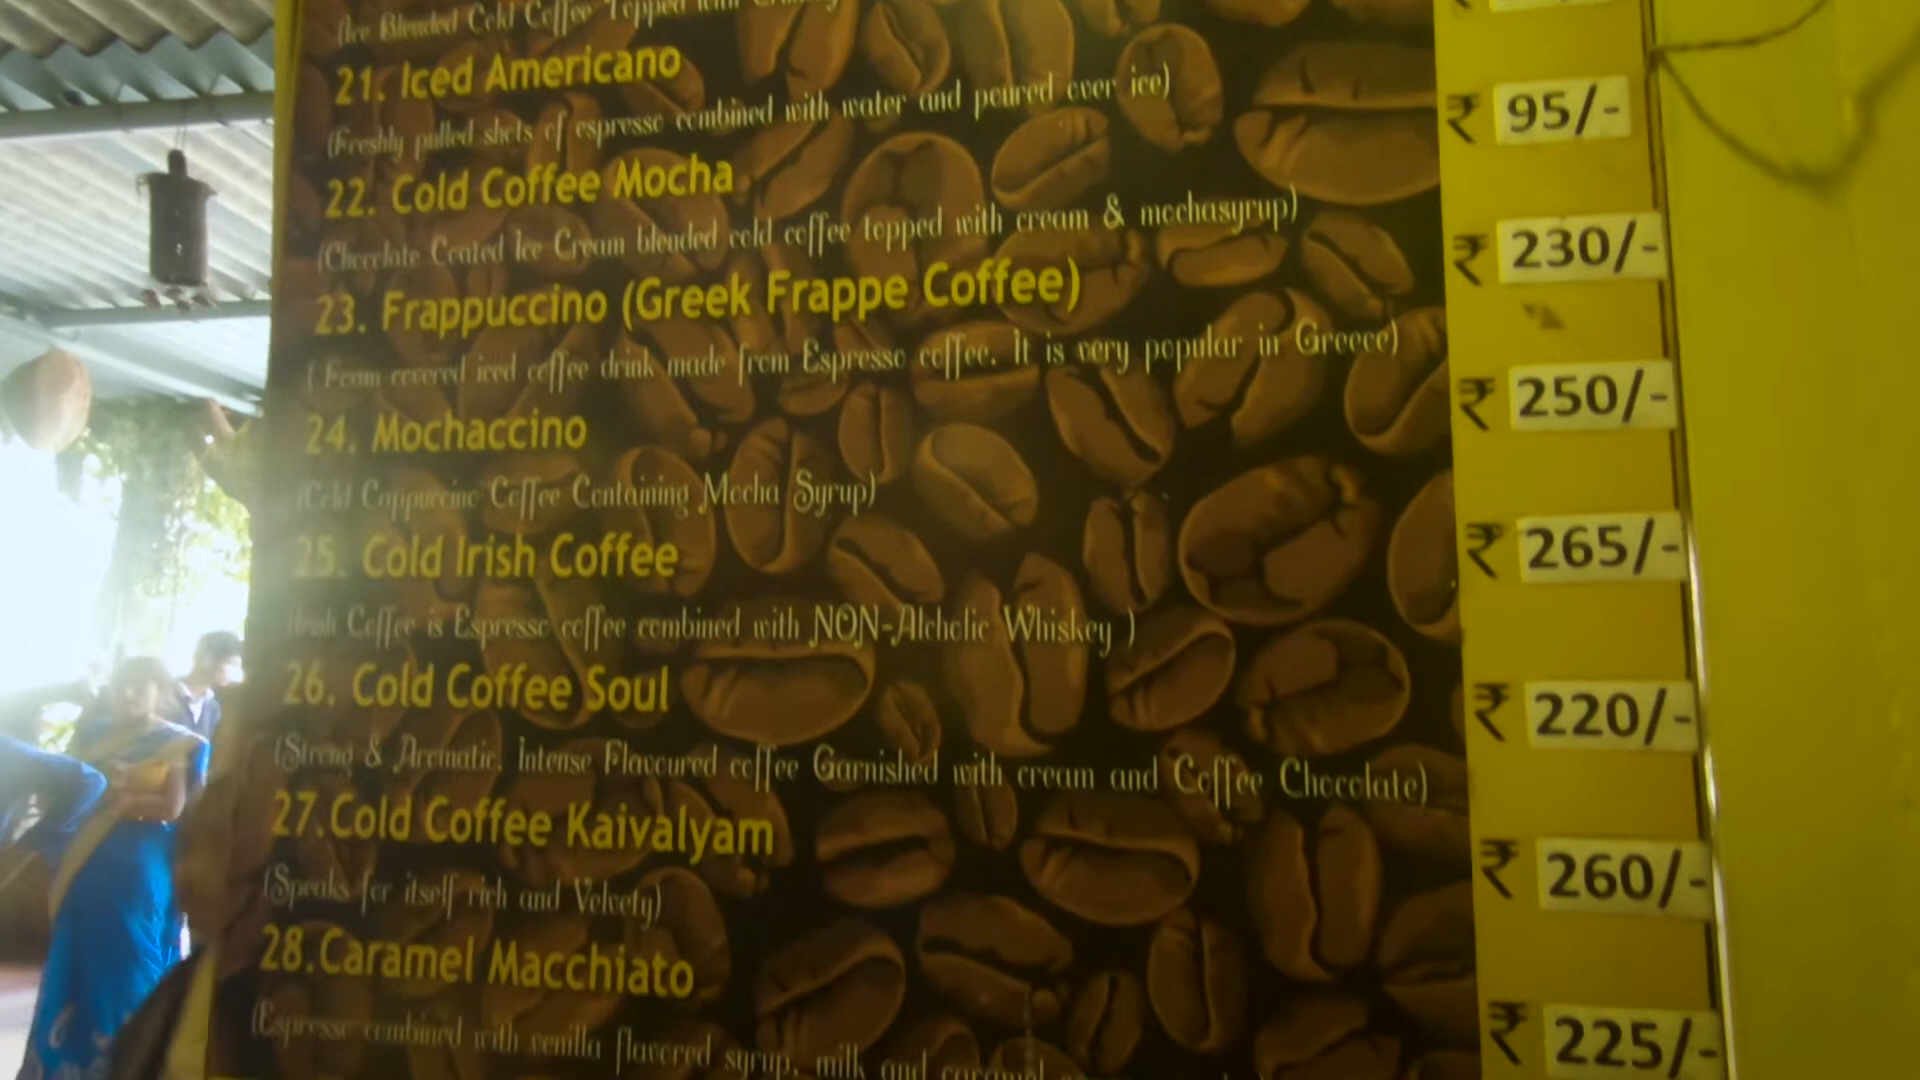 (Ice Blended Cold Coffee Topped with
21. Iced Americano ₹ 95/-
(Freshly pulled shots of espresso combined with water and poured over ice)
22. Cold Coffee Mocha ₹ 230/-
(Chocolate Coated Ice Cream blended cold coffee topped with cream & mochasyrup)
23. Frappuccino (Greek Frappe Coffee) ₹ 250/-
( Foam covered iced coffee drink made from Espresso coffee. It is very popular in Greece)
24. Mochaccino ₹ 265/-
(Cold Cappuccino Coffee Containing Mocha Syrup)
25. Cold Irish Coffee ₹ 220/-
(Irish Coffee is Espresso coffee combined with NON-Alcholic Whiskey )
26. Cold Coffee Soul ₹ 260/-
(Strong & Aromatic, Intense Flavoured coffee Garnished with cream and Coffee Chocolate)
27.Cold Coffee Kaivalyam ₹ 225/-
(Speaks for itself rich and Velvety)
28.Caramel Macchiato
(Espresso combined with venilla flavored syrup, milk and caramel